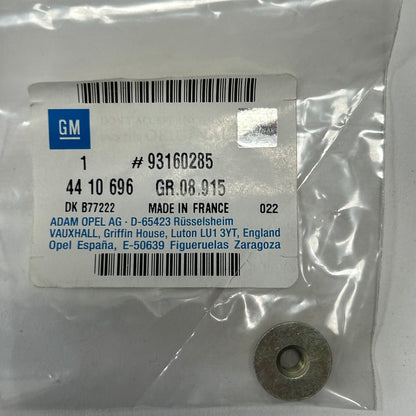 GM
1 # 93160285
44 10 696 GR.08.915
DK B77222 MADE IN FRANCE 022
ADAM OPEL AG · D-65423 Rüsselsheim
VAUXHALL, Griffin House, Luton LU1 3YT, England
Opel España, E-50639 Figueruelas Zaragoza